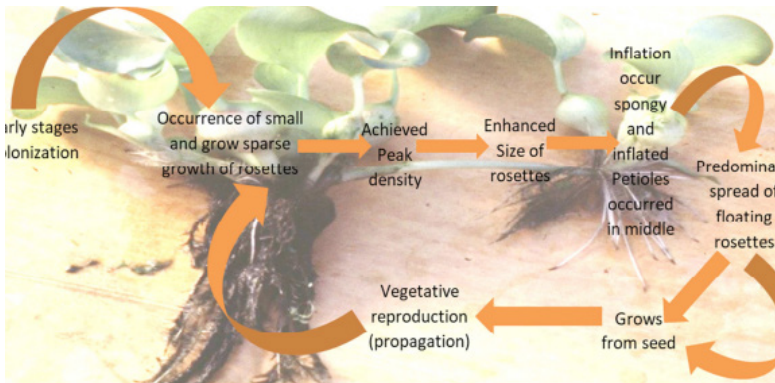 arly stages
olonization
Occurrence of small
and grow sparse
growth of rosettes
Achieved
Peak
density
Enhanced
Size of
rosettes
Inflation
occur
spongy
and
inflated
Petioles
occurred
in middle
Predomina
spread of
floating
rosettes
Grows
from seed
Vegetative
reproduction
(propagation)